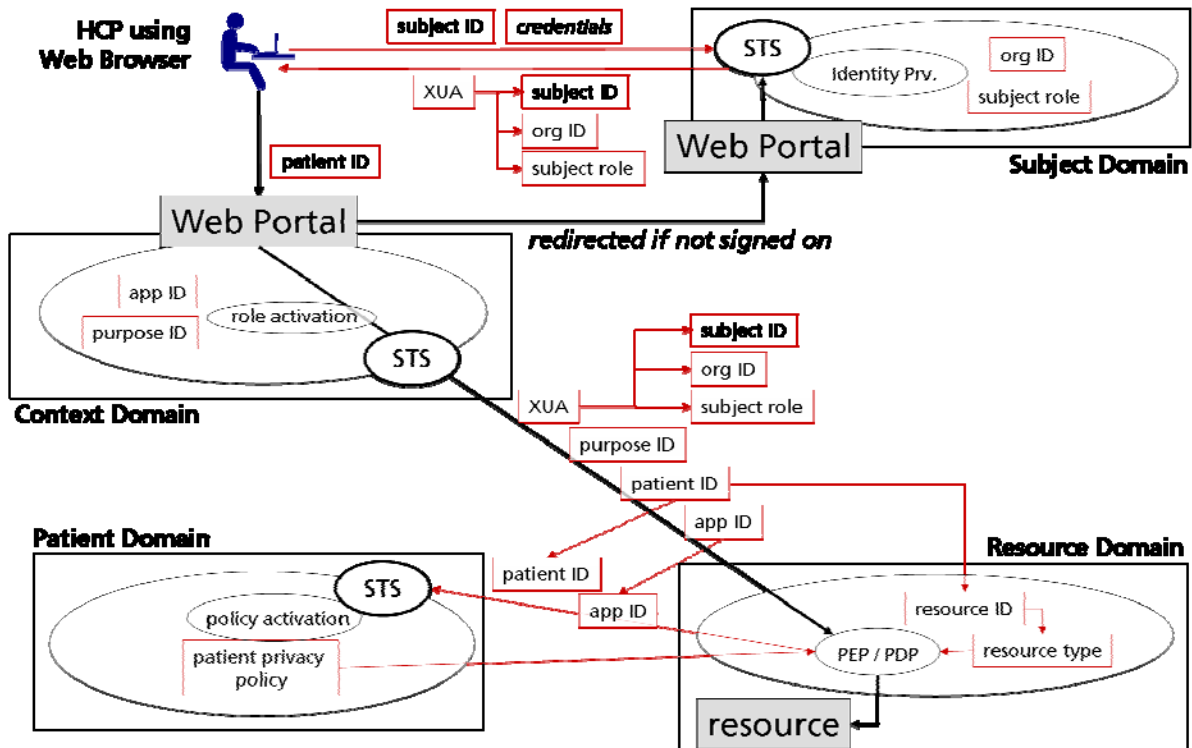 HCP using
Web Browser
subject ID
credentials
STS
Identity Prv.
org ID
subject role
XUA
subject ID
org ID
subject role
Web Portal
Subject Domain
patient ID
Web Portal
redirected if not signed on
app ID
purpose ID
role activation
STS
Context Domain
XUA
subject ID
org ID
subject role
purpose ID
patient ID
app ID
Patient Domain
Resource Domain
STS
policy activation
patient privacy
policy
patient ID
app ID
resource ID
resource type
PEP / PDP
resource